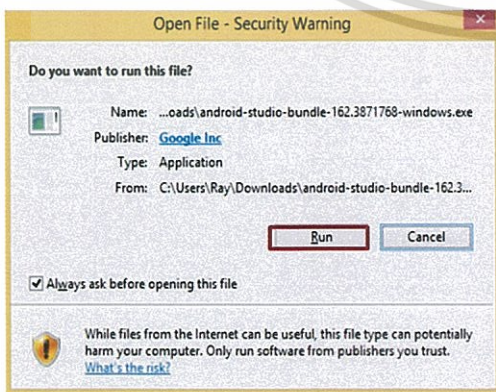 Open File - Security Warning
Do you want to run this file?
Name: ...oads\android-studio-bundle-162.3871768-windows.exe
Publisher: Google Inc
Type: Application
From: C:\Users\Ray\Downloads\android-studio-bundle-162.3...
Run Cancel
Always ask before opening this file
While files from the Internet can be useful, this file type can potentially
harm your computer. Only run software from publishers you trust.
What's the risk?